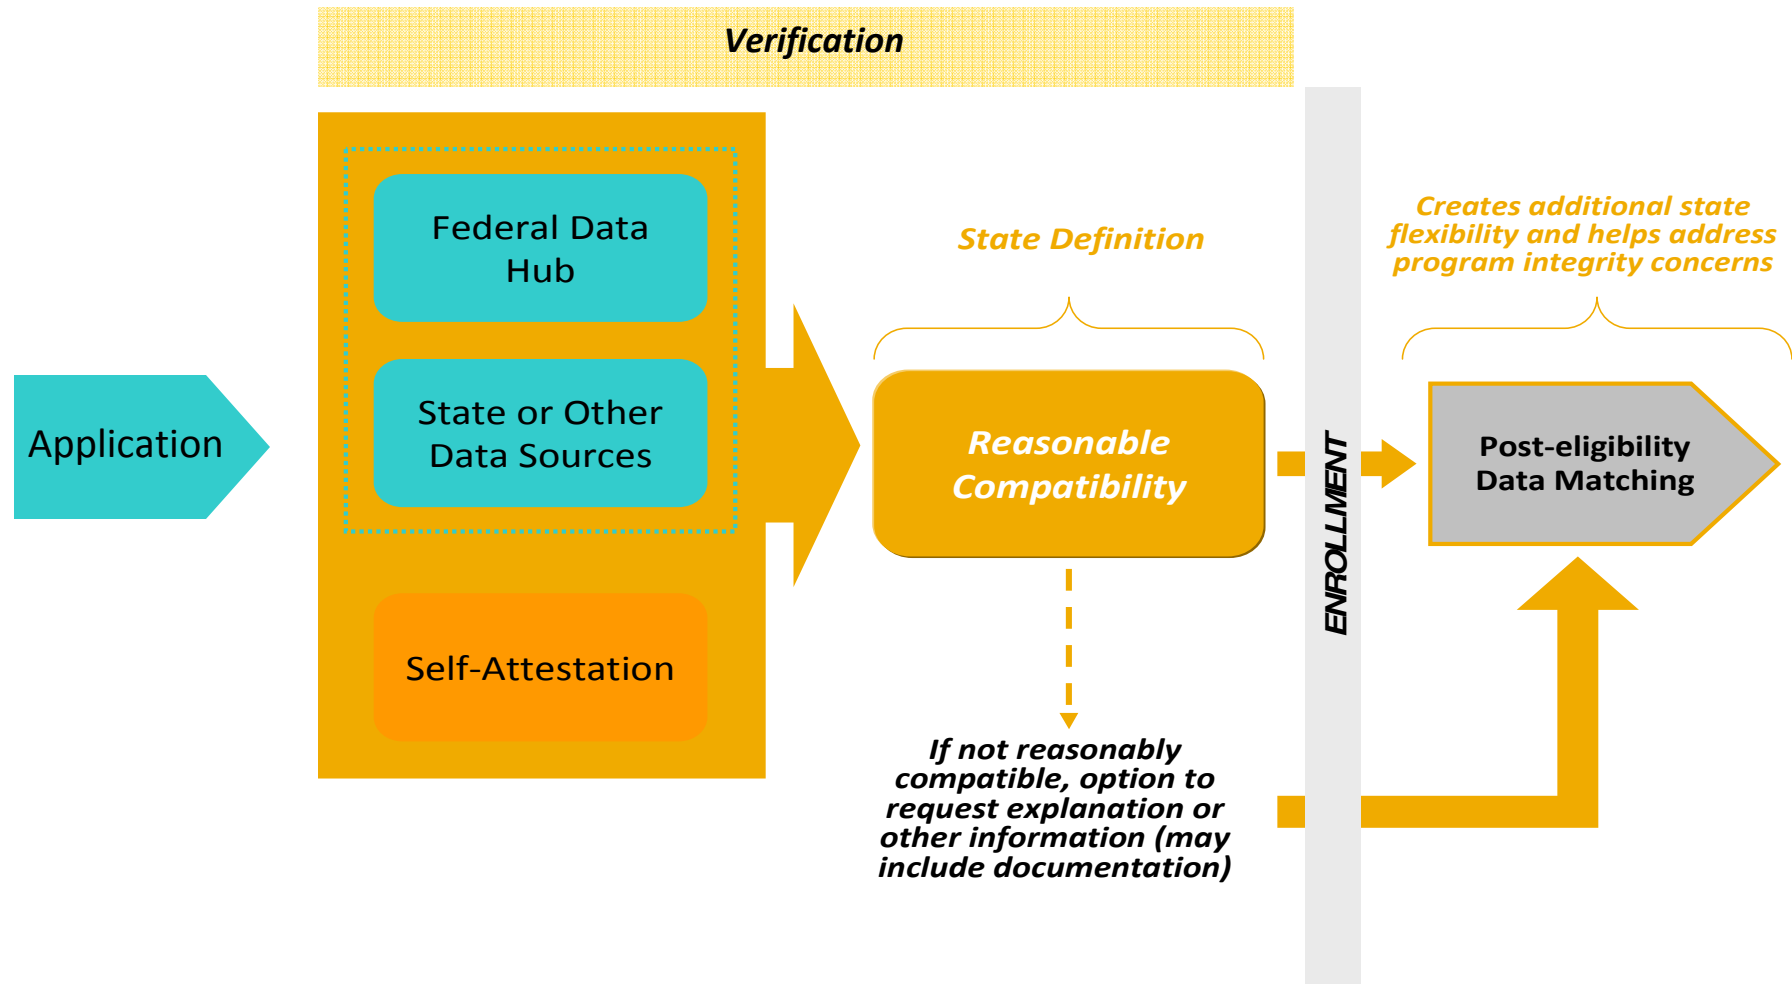 Verification
Application
Federal Data
Hub
State or Other
Data Sources
Self-Attestation
State Definition
Reasonable
Compatibility
If not reasonably
compatible, option to
request explanation or
other information (may
include documentation)
ENROLLMENT
Creates additional state
flexibility and helps address
program integrity concerns
Post-eligibility
Data Matching